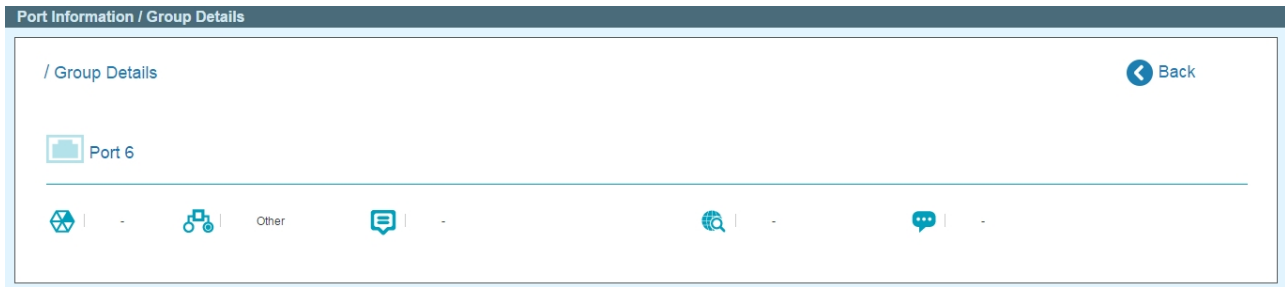 Port Information / Group Details
/ Group Details
Back
Port 6
- Other - - -